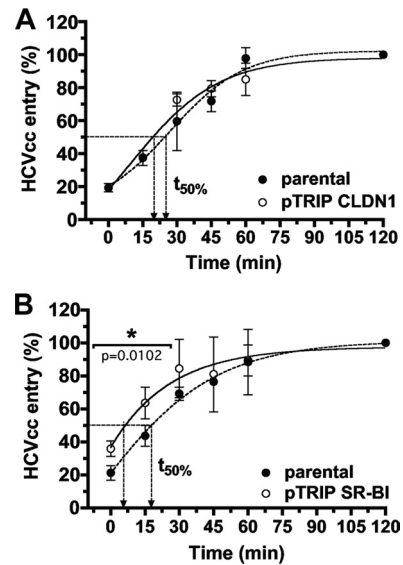 A
HCVcc entry (%)
120
100
80
60
40
20
0
t50%
parental
pTRIP CLDN1
0 15 30 45 60 75 90 105 120
Time (min)
B
HCVcc entry (%)
120
100
80
60
40
20
0
*
p=0.0102
t50%
parental
pTRIP SR-BI
0 15 30 45 60 75 90 105 120
Time (min)